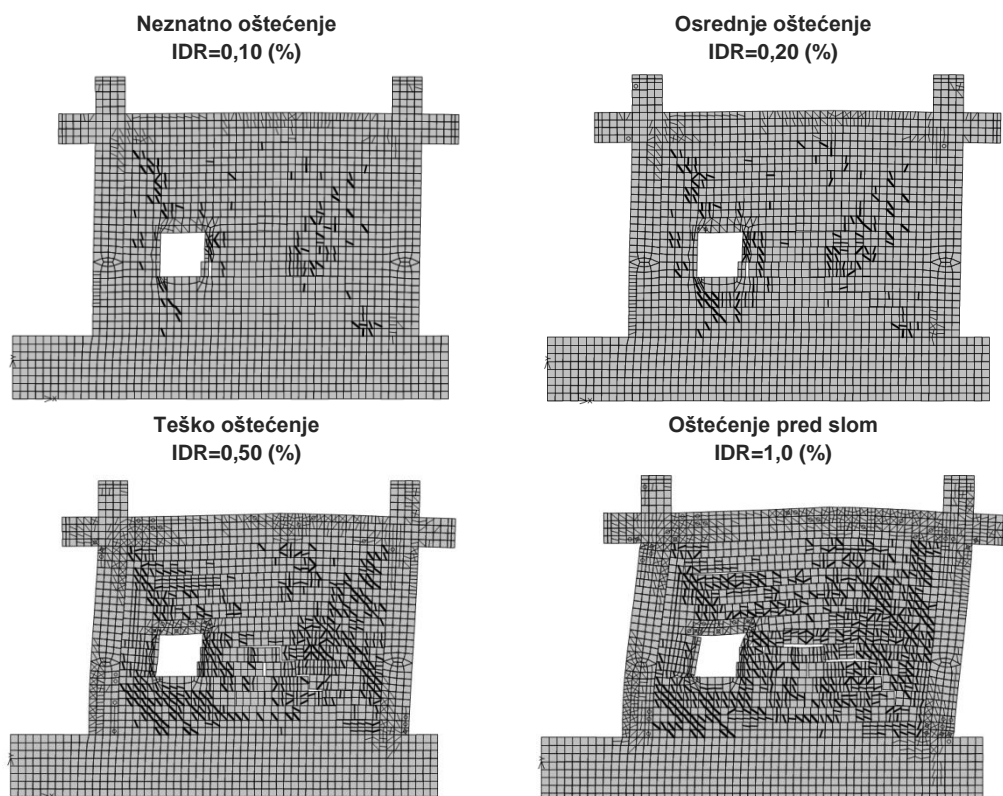 Neznatno oštećenje
IDR=0,10 (%)
Osrednje oštećenje
IDR=0,20 (%)
Teško oštećenje
IDR=0,50 (%)
Oštećenje pred slom
IDR=1,0 (%)